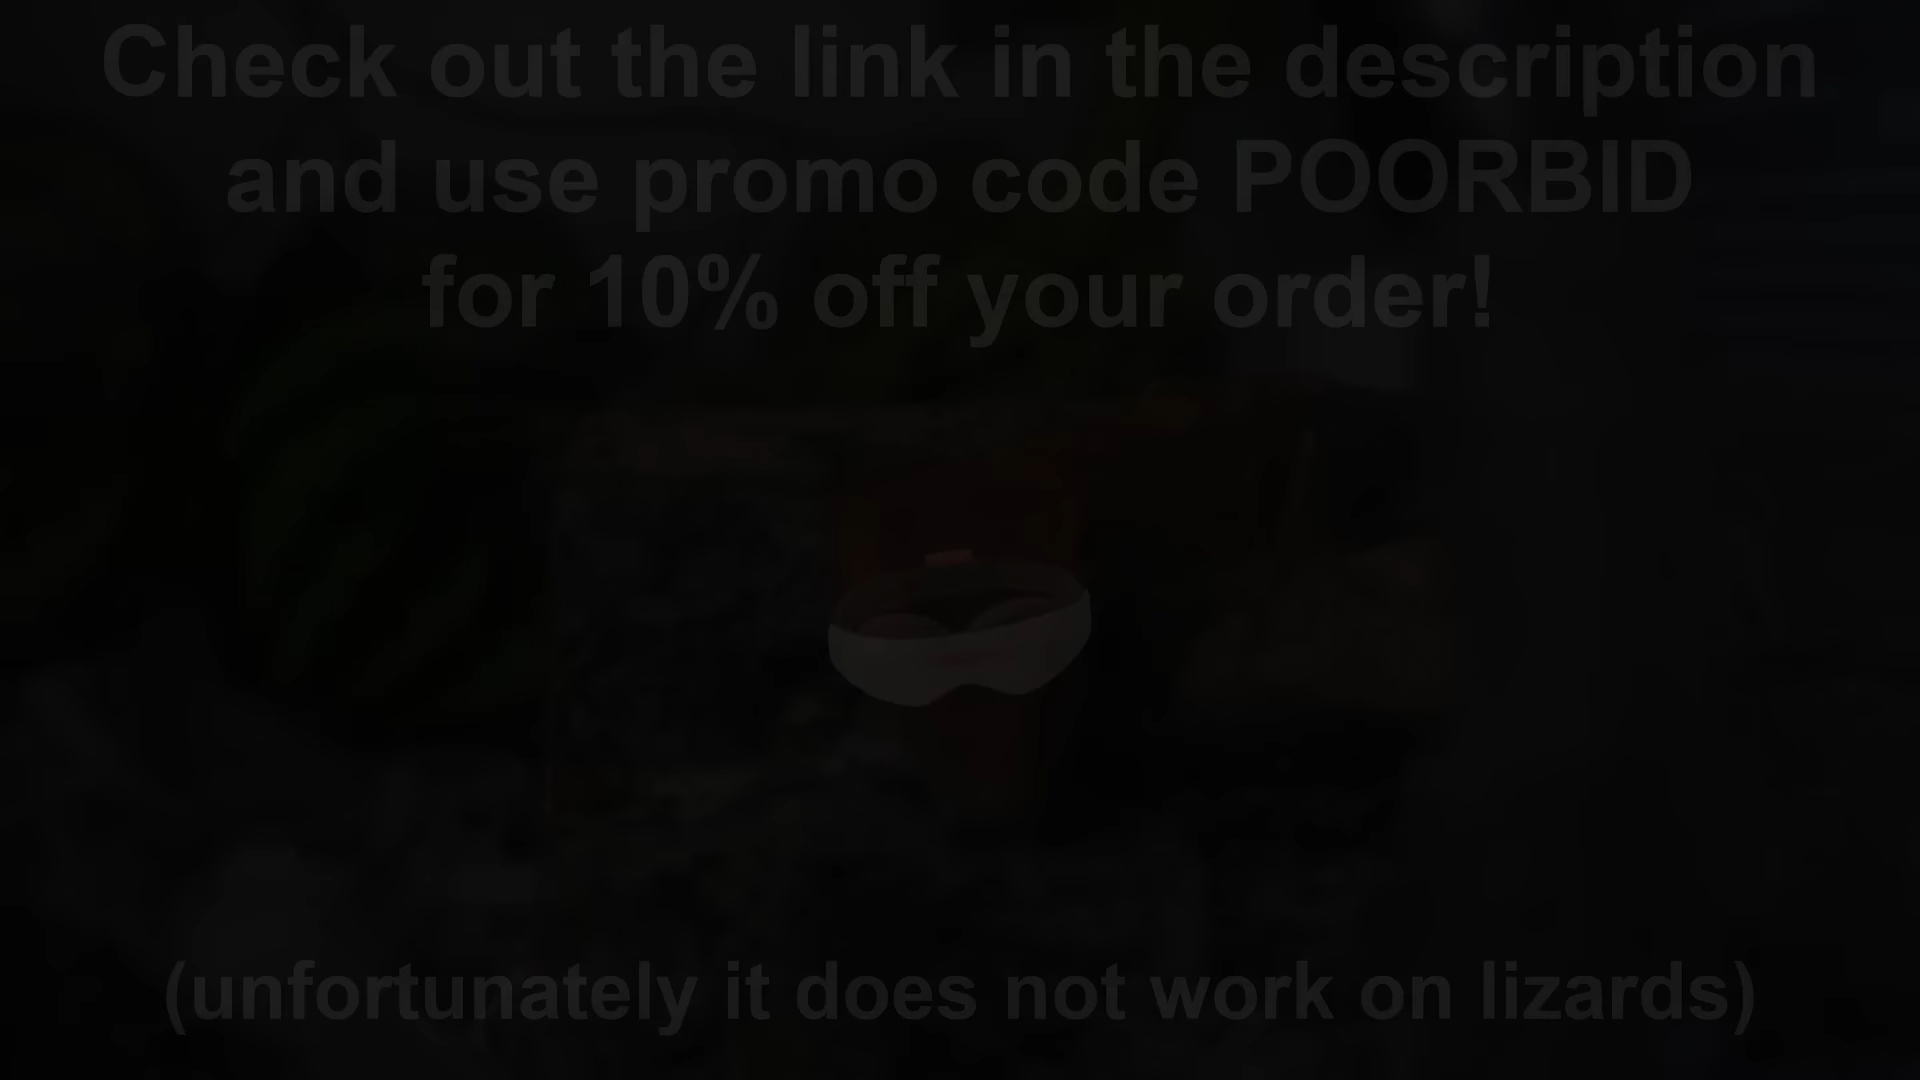 Check out the link in the description
and use promo code POORBID
for 10% off your order!
(unfortunately it does not work on lizards)